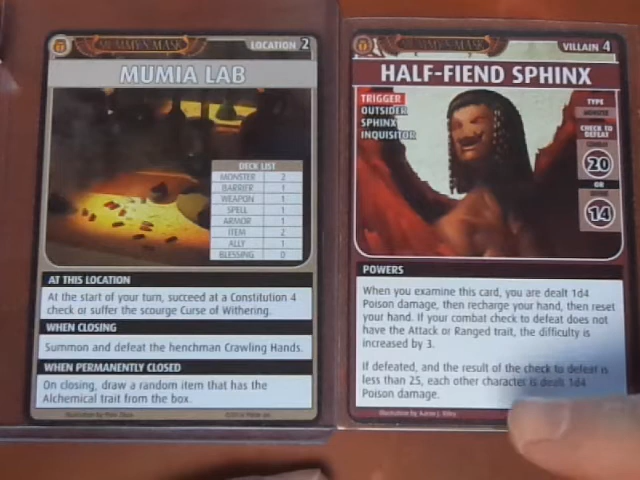 MUMMY'S MASK
LOCATION 2
MUMIA LAB
DECK LIST
MONSTER 2
BARRIER 1
WEAPON 1
SPELL 1
ARMOR 1
ITEM 2
ALLY 1
BLESSING 0
AT THIS LOCATION
At the start of your turn, succeed at a Constitution 4
check or suffer the scourge Curse of Withering.
WHEN CLOSING
Summon and defeat the henchman Crawling Hands.
WHEN PERMANENTLY CLOSED
On closing, draw a random item that has the
Alchemical trait from the box.
MUMMY'S MASK
VILLAIN 4
HALF-FIEND SPHINX
TRIGGER
OUTSIDER
SPHINX
INQUISITOR
TYPE
MONSTER
CHECK TO
DEFEAT
COMBAT
20
OR
14
POWERS
When you examine this card, you are dealt 1d4
Poison damage, then recharge your hand, then reset
your hand. If your combat check to defeat does not
have the Attack or Ranged trait, the difficulty is
increased by 3.
If defeated, and the result of the check to defeat is
less than 25, each other character is dealt 1d4
Poison damage.